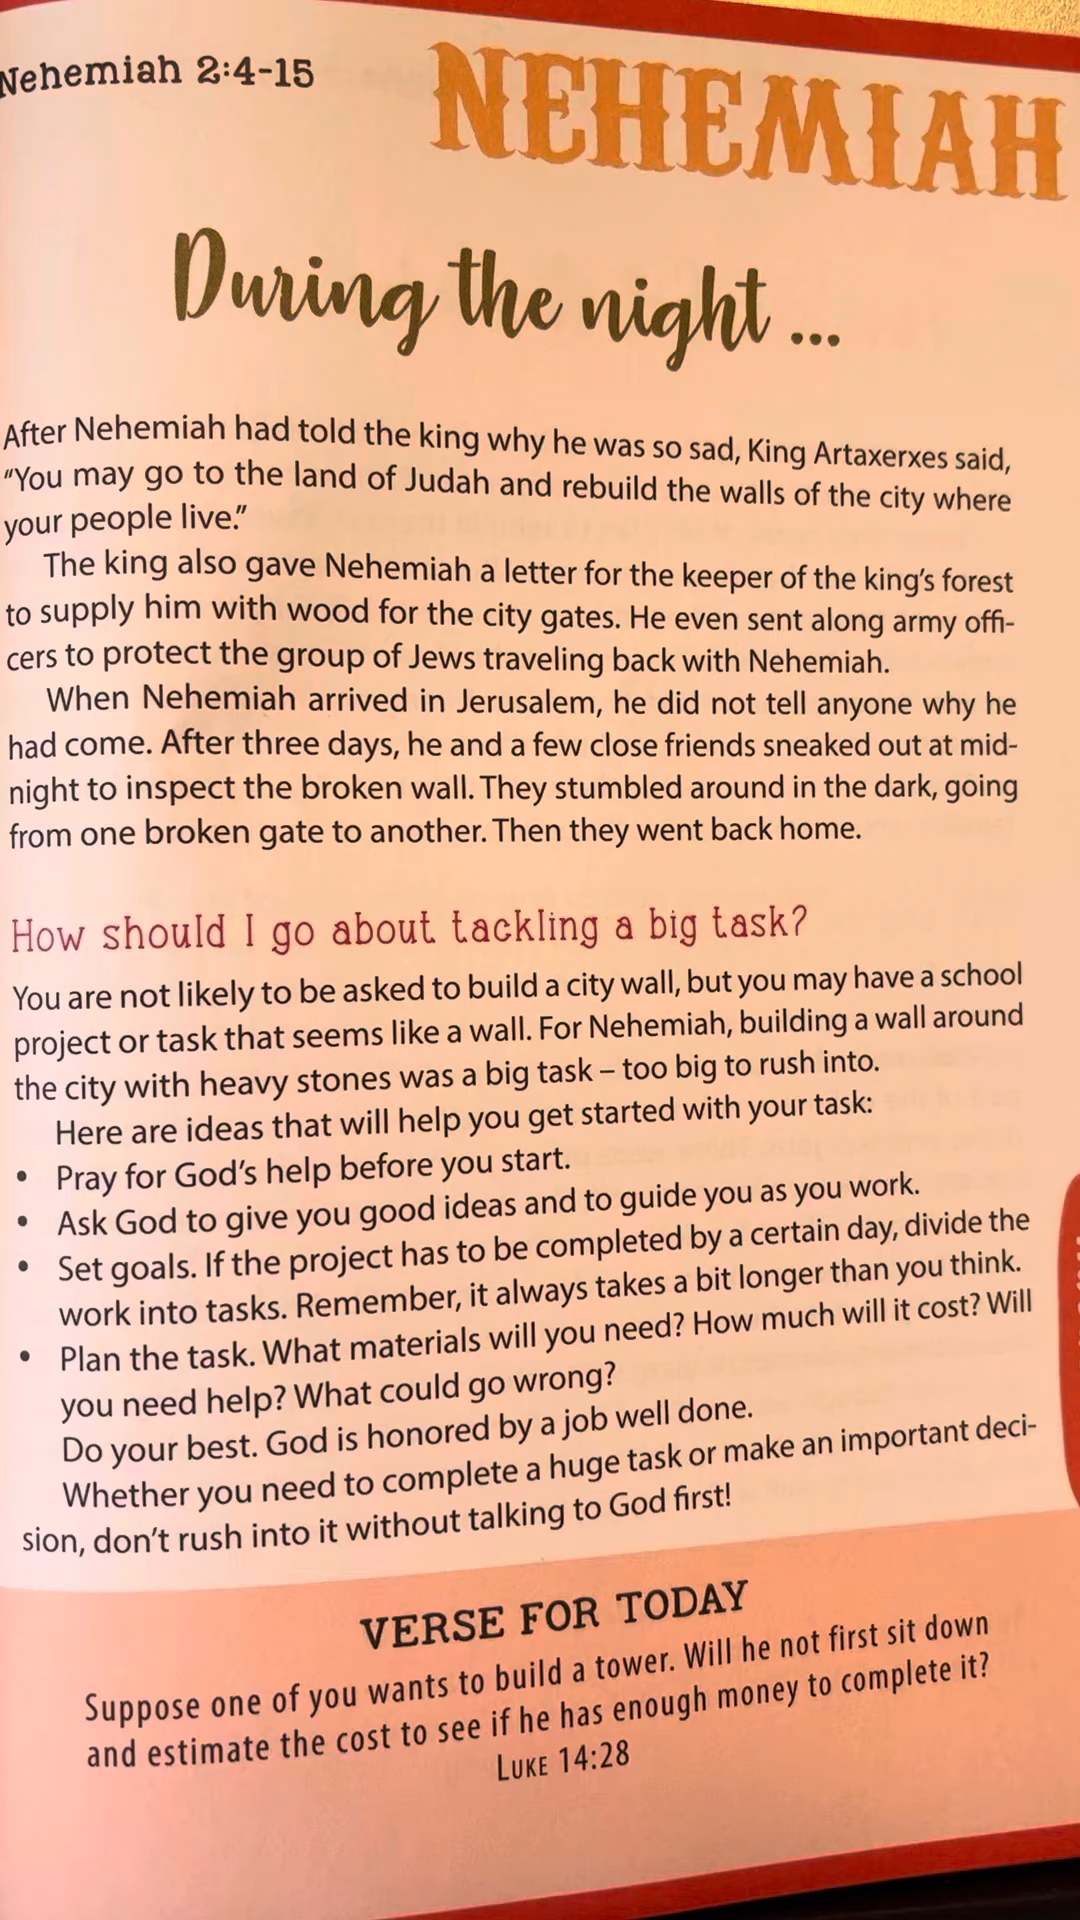 Nehemiah 2:4-15
NEHEMIAH
During the night ...
After Nehemiah had told the king why he was so sad, King Artaxerxes said,
"You may go to the land of Judah and rebuild the walls of the city where
your people live."
The king also gave Nehemiah a letter for the keeper of the king's forest
to supply him with wood for the city gates. He even sent along army offi-
cers to protect the group of Jews traveling back with Nehemiah.
When Nehemiah arrived in Jerusalem, he did not tell anyone why he
had come. After three days, he and a few close friends sneaked out at mid-
night to inspect the broken wall. They stumbled around in the dark, going
from one broken gate to another. Then they went back home.
How should I go about tackling a big task?
You are not likely to be asked to build a city wall, but you may have a school
project or task that seems like a wall. For Nehemiah, building a wall around
the city with heavy stones was a big task – too big to rush into.
Here are ideas that will help you get started with your task:
• Pray for God's help before you start.
• Ask God to give you good ideas and to guide you as you work.
• Set goals. If the project has to be completed by a certain day, divide the
work into tasks. Remember, it always takes a bit longer than you think.
• Plan the task. What materials will you need? How much will it cost? Will
you need help? What could go wrong?
Do your best. God is honored by a job well done.
Whether you need to complete a huge task or make an important deci-
sion, don't rush into it without talking to God first!
VERSE FOR TODAY
Suppose one of you wants to build a tower. Will he not first sit down
and estimate the cost to see if he has enough money to complete it?
LUKE 14:28